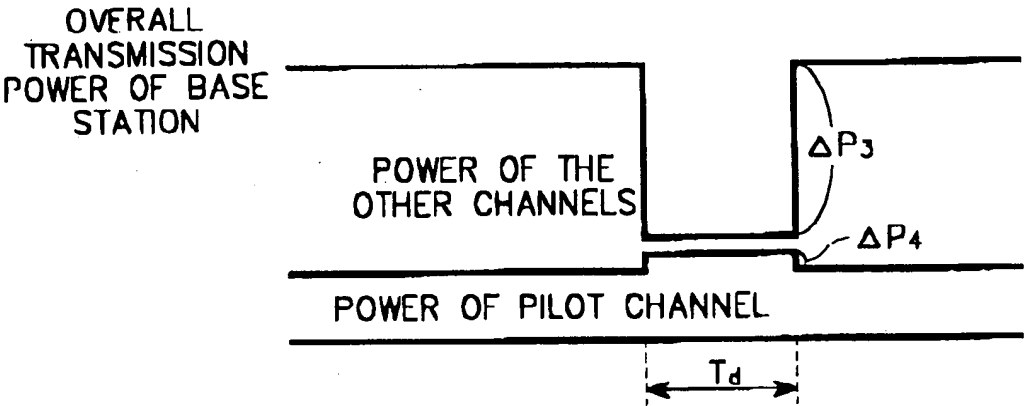 OVERALL
TRANSMISSION
POWER OF BASE
STATION
POWER OF THE
OTHER CHANNELS
ΔP3
ΔP4
POWER OF PILOT CHANNEL
Td